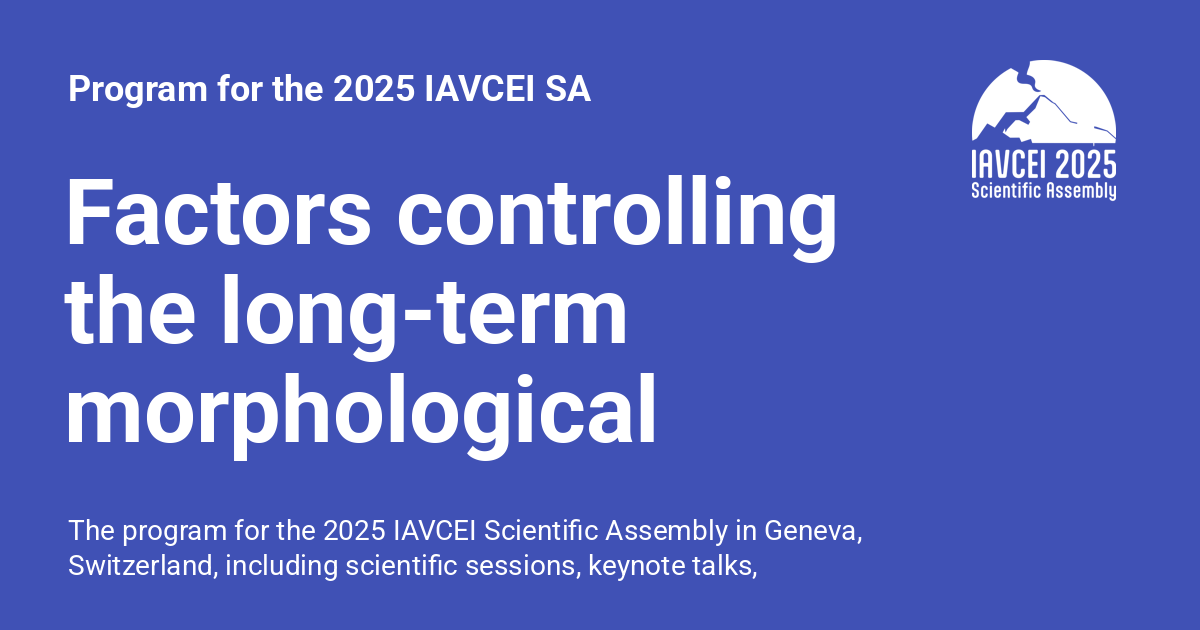 Program for the 2025 IAVCEI SA
IAVCEI 2025
Scientific Assembly
Factors controlling
the long-term
morphological
The program for the 2025 IAVCEI Scientific Assembly in Geneva,
Switzerland, including scientific sessions, keynote talks,